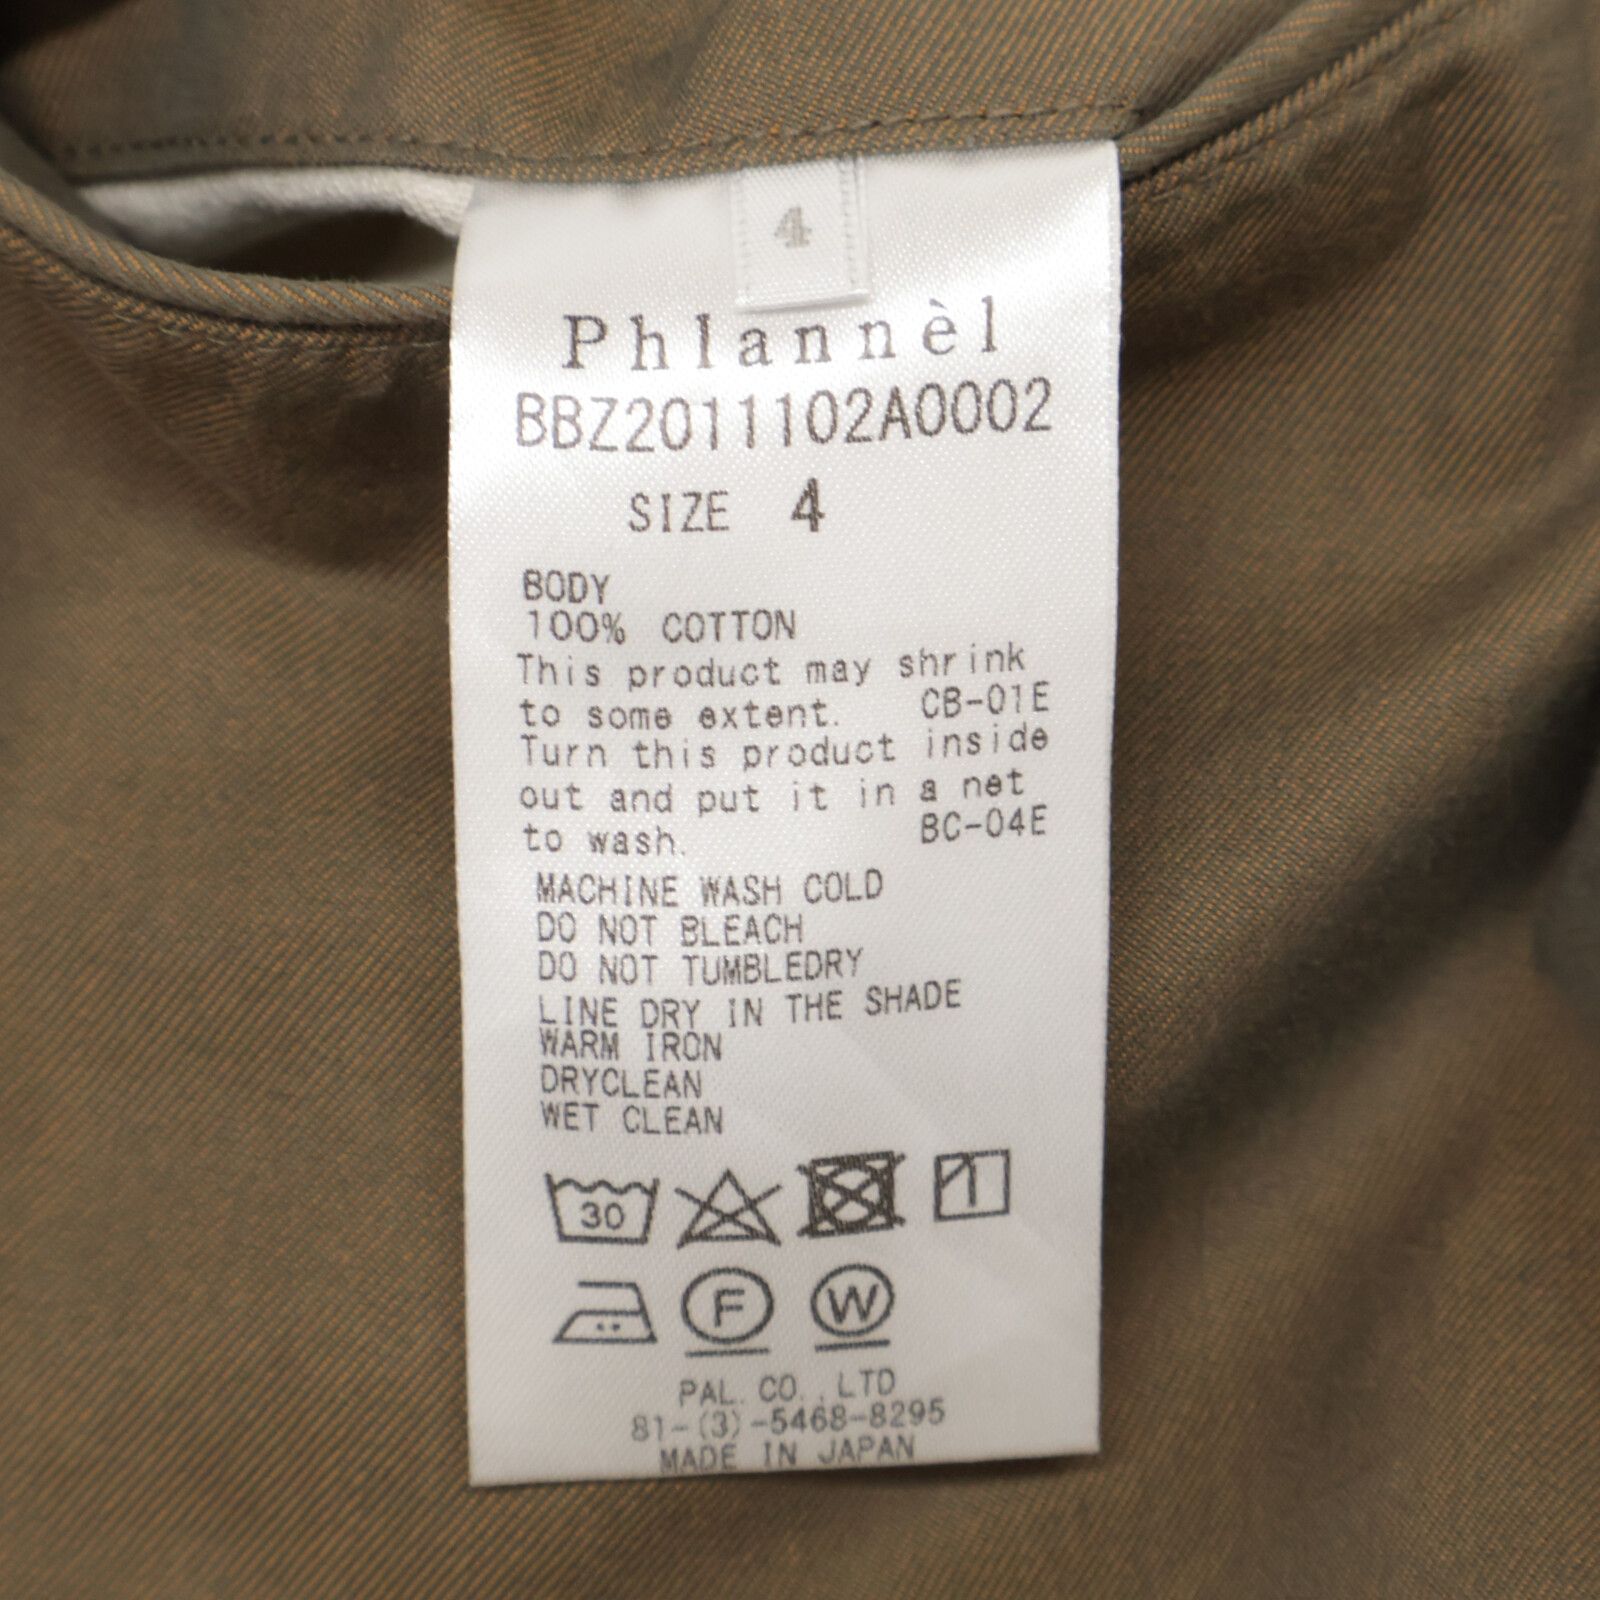 4
Phlannèl
BBZ2011102A0002
SIZE 4
BODY
100% COTTON
This product may shrink
to some extent. CB-01E
Turn this product inside
out and put it in a net
to wash. BC-04E
MACHINE WASH COLD
DO NOT BLEACH
DO NOT TUMBLEDRY
LINE DRY IN THE SHADE
WARM IRON
DRYCLEAN
WET CLEAN
30
F W
PAL. CO., LTD
81-(3)-5468-8295
MADE IN JAPAN